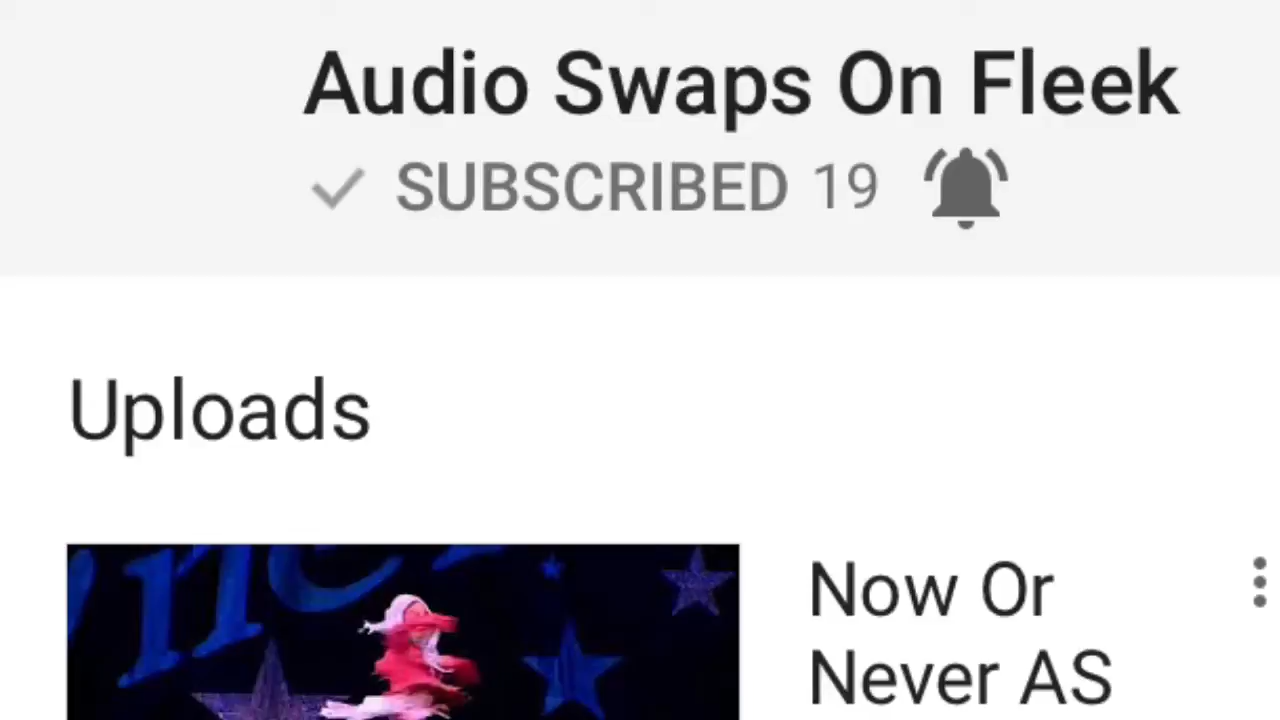 Audio Swaps On Fleek
SUBSCRIBED 19
Uploads
Now Or
Never AS